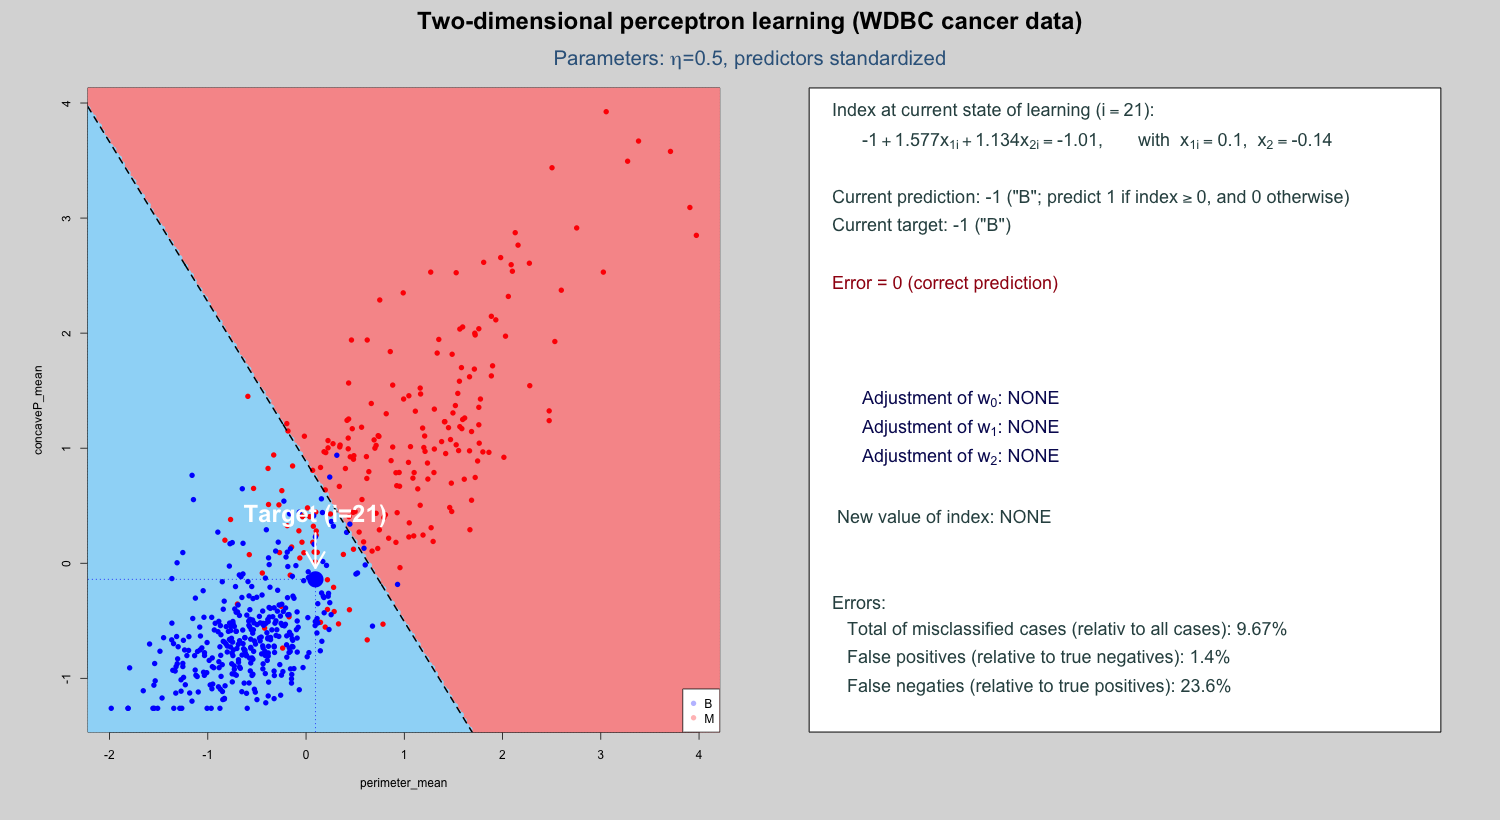 Two-dimensional perceptron learning (WDBC cancer data)
Parameters: η=0.5, predictors standardized
4
3
2
1
0
-1
concaveP_mean
Target (i=21)
B
M
-2 -1 0 1 2 3 4
perimeter_mean
Index at current state of learning (i = 21):
-1 + 1.577x1i + 1.134x2i = -1.01, with x1i = 0.1, x2 = -0.14
Current prediction: -1 ("B"; predict 1 if index ≥ 0, and 0 otherwise)
Current target: -1 ("B")
Error = 0 (correct prediction)
Adjustment of w0: NONE
Adjustment of w1: NONE
Adjustment of w2: NONE
New value of index: NONE
Errors:
Total of misclassified cases (relativ to all cases): 9.67%
False positives (relative to true negatives): 1.4%
False negaties (relative to true positives): 23.6%